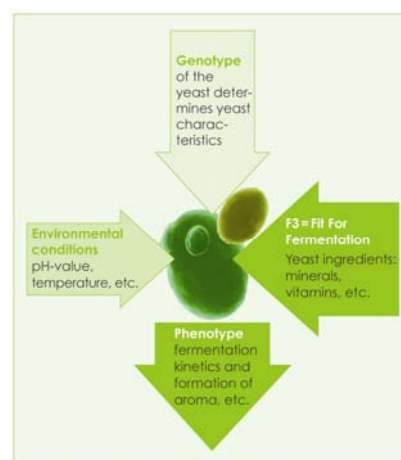 Genotype
of the
yeast deter-
mines yeast
charac-
teristics
Environmental
conditions
pH-value,
temperature, etc.
F3=Fit For
Fermentation
Yeast ingredients:
minerals,
vitamins, etc.
Phenotype
fermentation
kinetics and
formation of
aroma, etc.